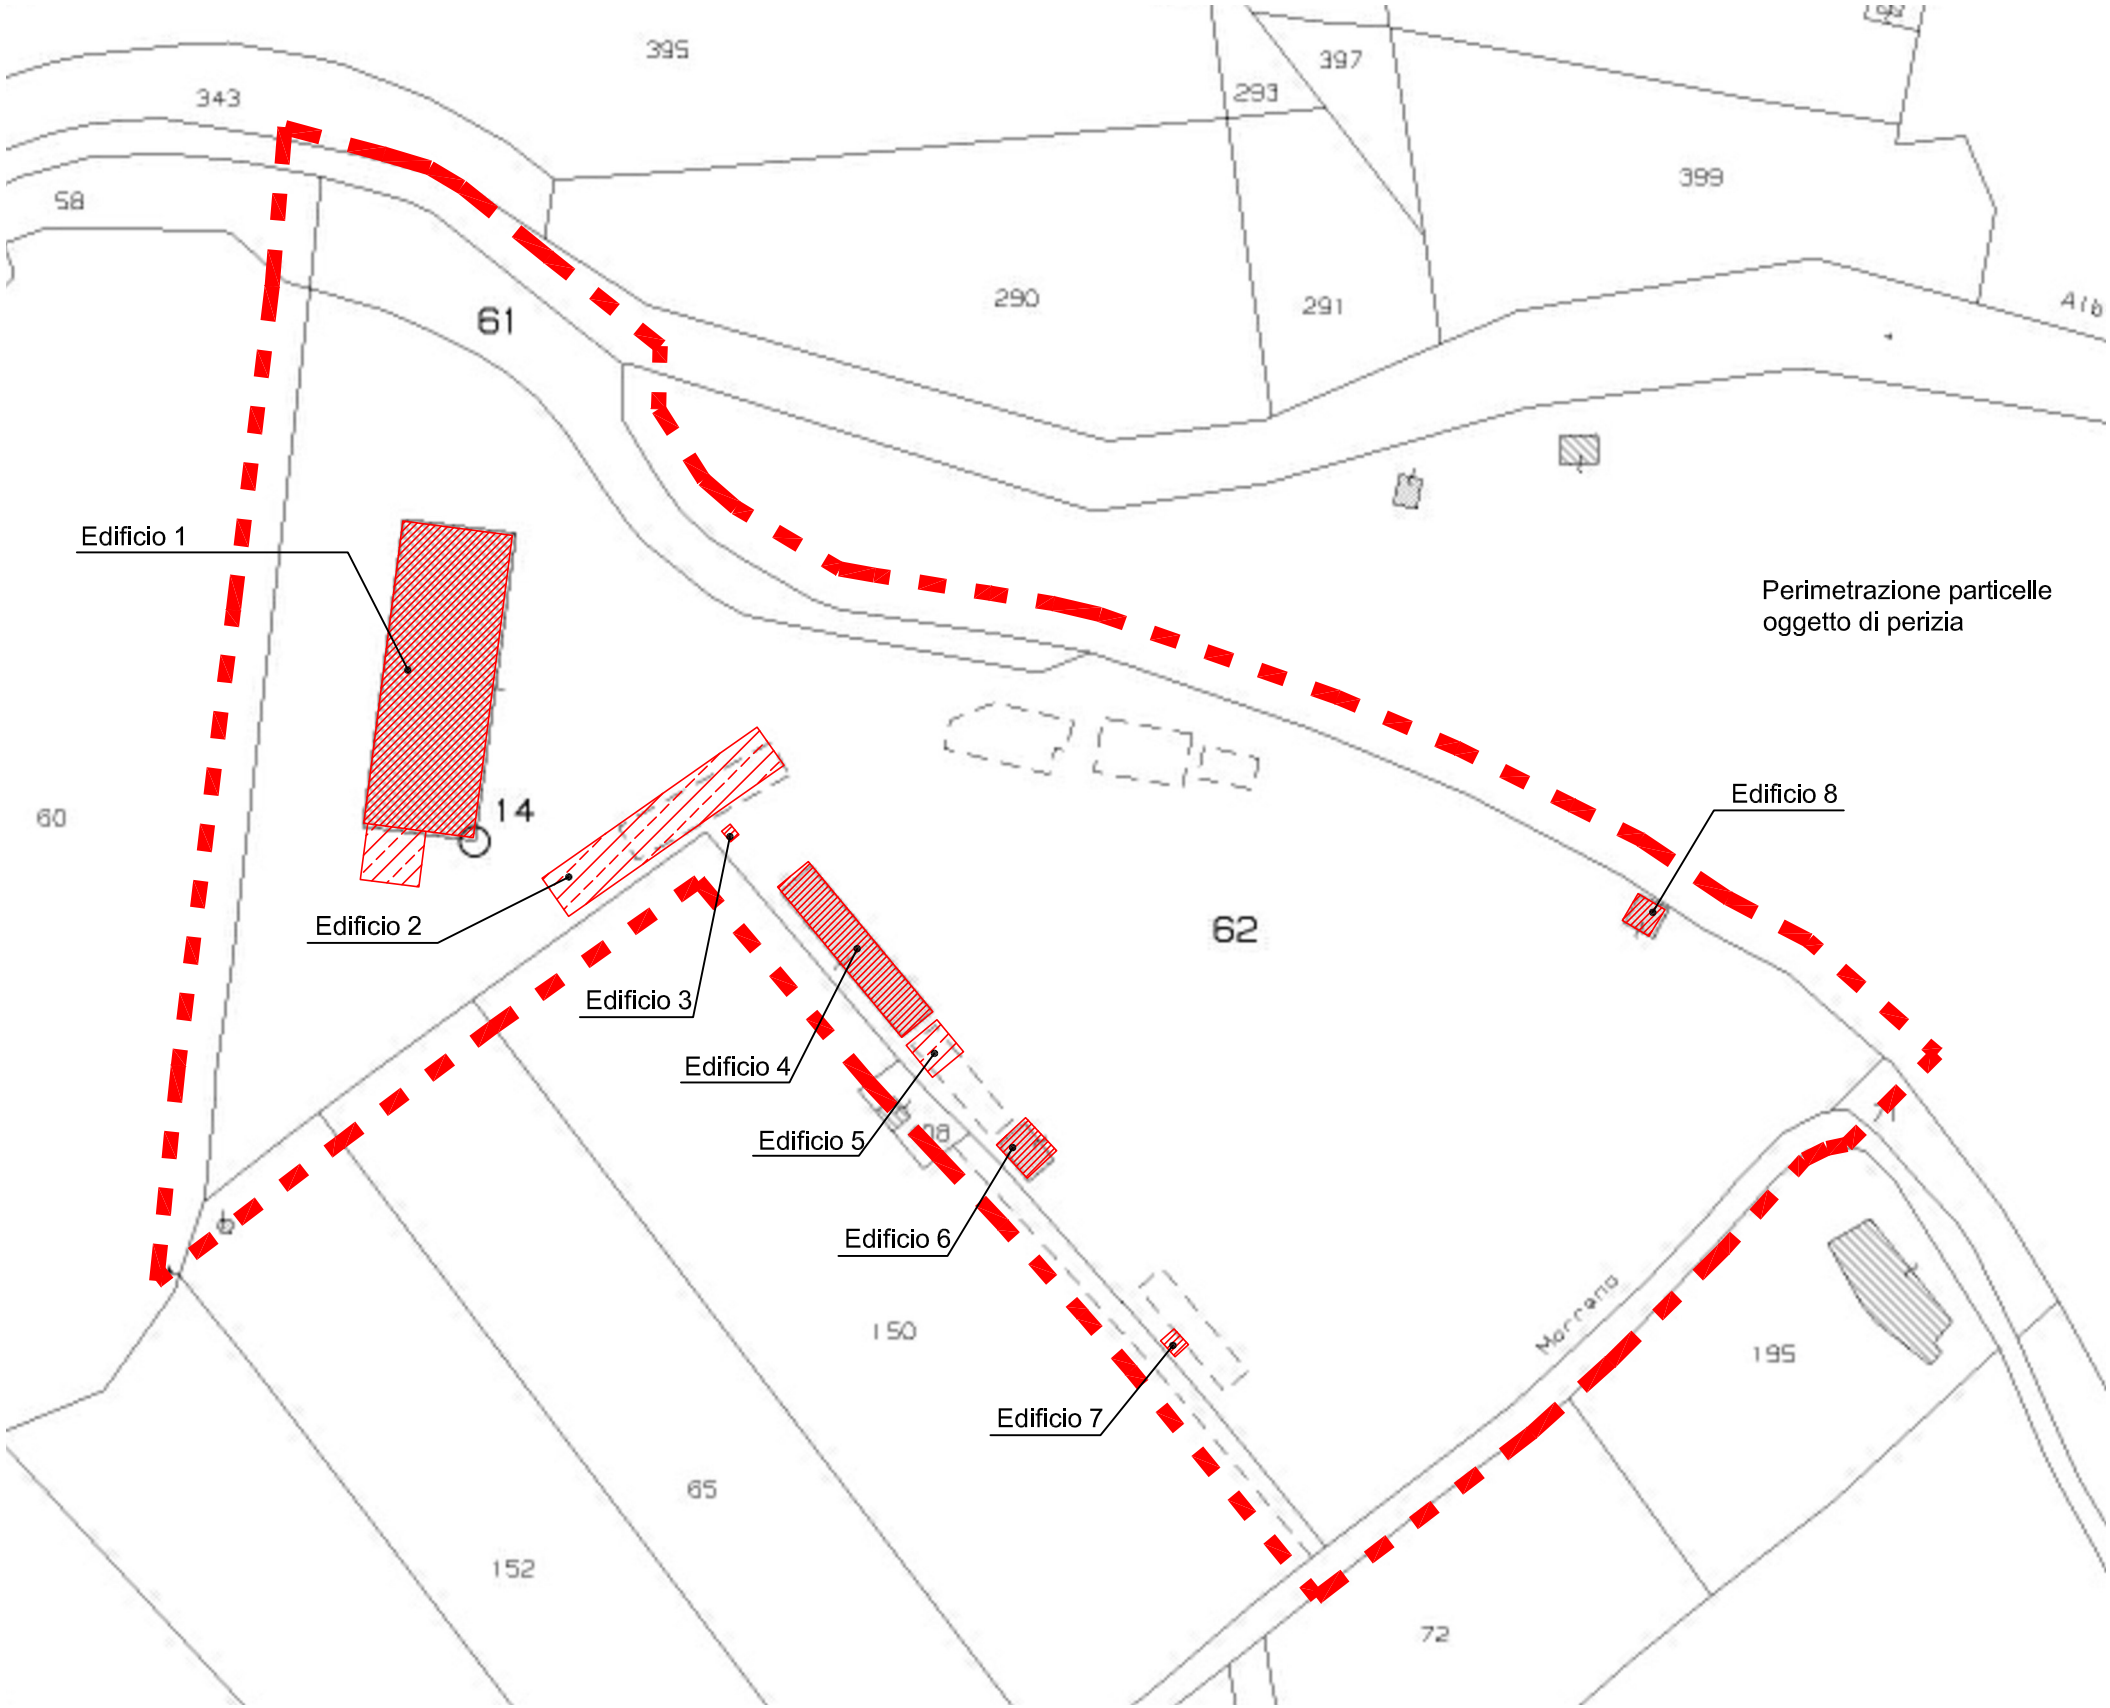 395
397
343
293
399
58
290
291
61
Alb
Edificio 1
Perimetrazione particelle
oggetto di perizia
Edificio 8
14
60
Edificio 2
62
Edificio 3
Edificio 4
Edificio 5
Edificio 6
Morrano
150
195
Edificio 7
65
152
72